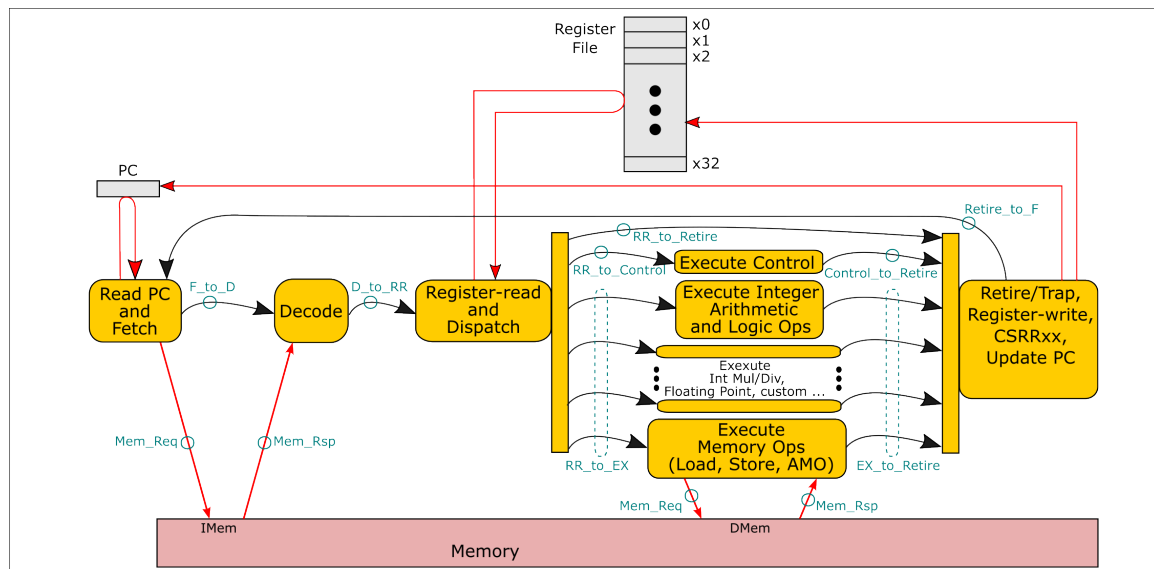 Register
File
x0
x1
x2
x32
PC
Retire_to_F
RR_to_Retire
RR_to_Control
Execute Control
Control_to_Retire
Read PC
and
Fetch
F_to_D
Decode
D_to_RR
Register-read
and
Dispatch
Execute Integer
Arithmetic
and Logic Ops
Retire/Trap,
Register-write,
CSRRxx,
Update PC
Exexute
Int Mul/Div,
Floating Point, custom ...
Execute
Memory Ops
(Load, Store, AMO)
RR_to_EX
EX_to_Retire
Mem_Req
Mem_Rsp
Mem_Req
Mem_Rsp
IMem
DMem
Memory